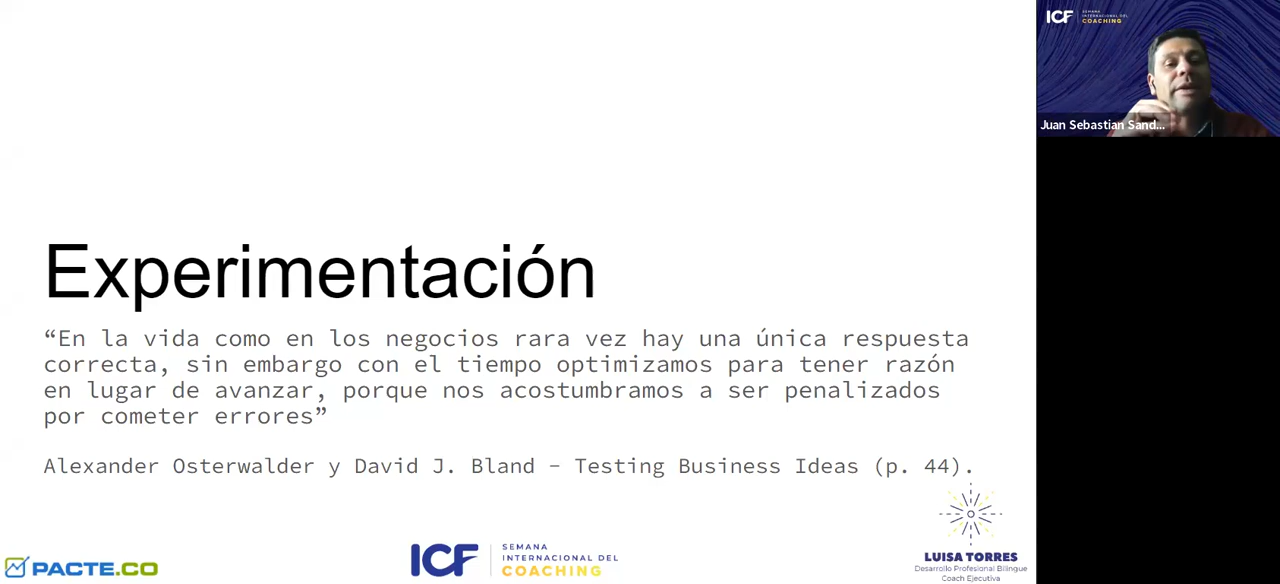 Experimentación
“En la vida como en los negocios rara vez hay una única respuesta
correcta, sin embargo con el tiempo optimizamos para tener razón
en lugar de avanzar, porque nos acostumbramos a ser penalizados
por cometer errores”
Alexander Osterwalder y David J. Bland - Testing Business Ideas (p. 44).
PACTE.CO
ICF
SEMANA
INTERNACIONAL DEL
COACHING
LUISA TORRES
Desarrollo Profesional Bilingue
Coach Ejecutiva
ICF
SEMANA
INTERNACIONAL DEL
COACHING
Juan Sebastian Sand...